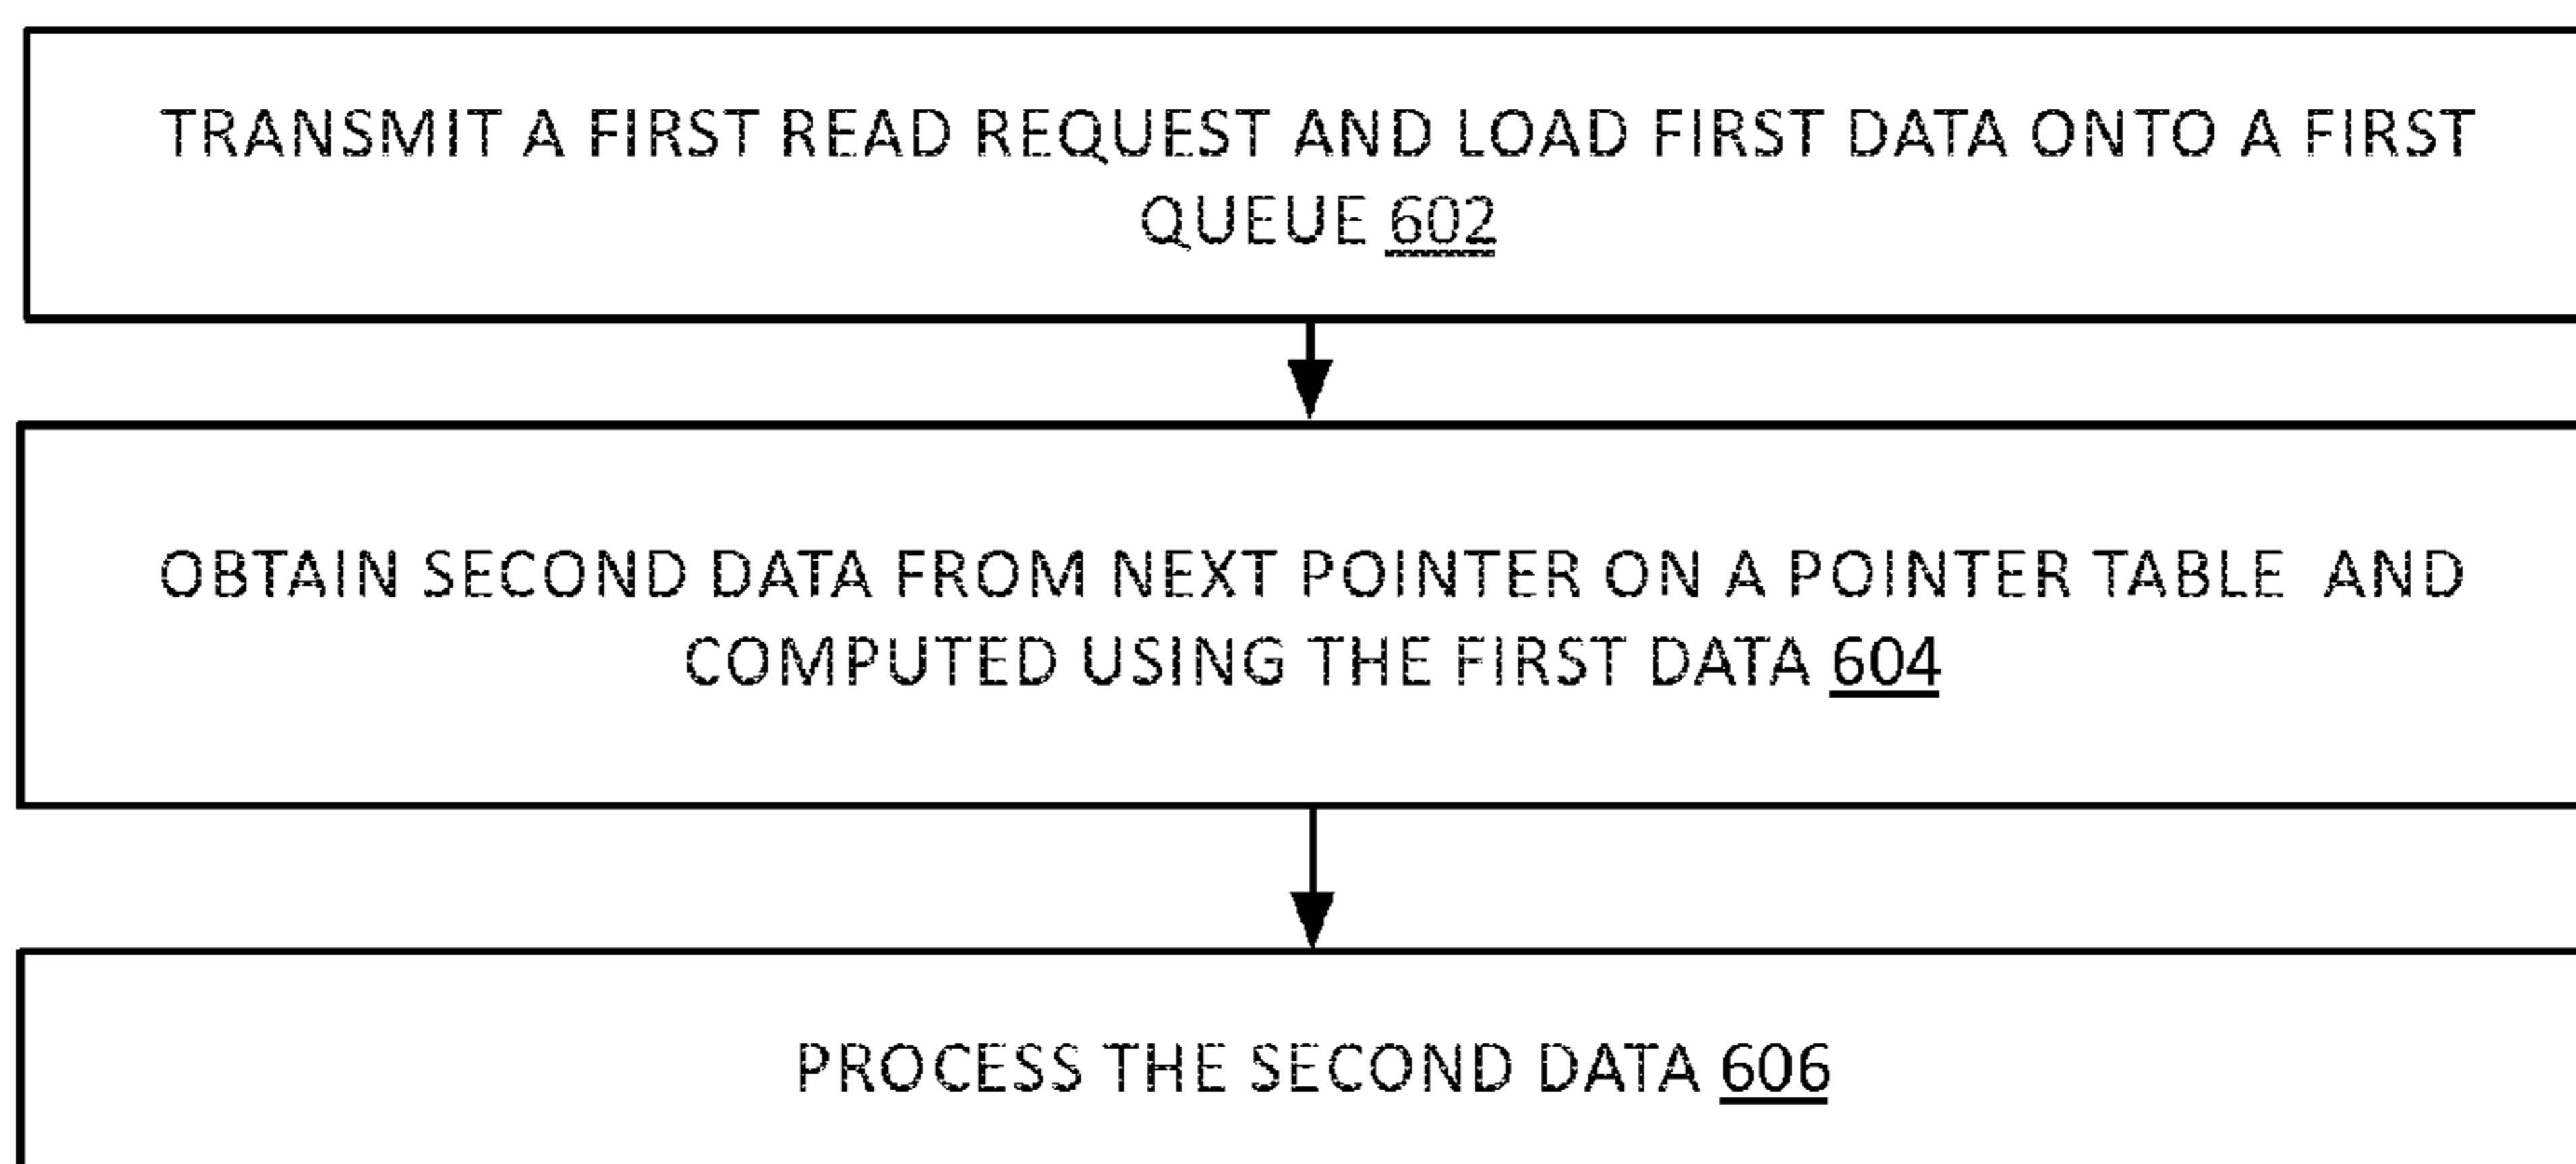 TRANSMIT A FIRST READ REQUEST AND LOAD FIRST DATA ONTO A FIRST
QUEUE 602
OBTAIN SECOND DATA FROM NEXT POINTER ON A POINTER TABLE AND
COMPUTED USING THE FIRST DATA 604
PROCESS THE SECOND DATA 606